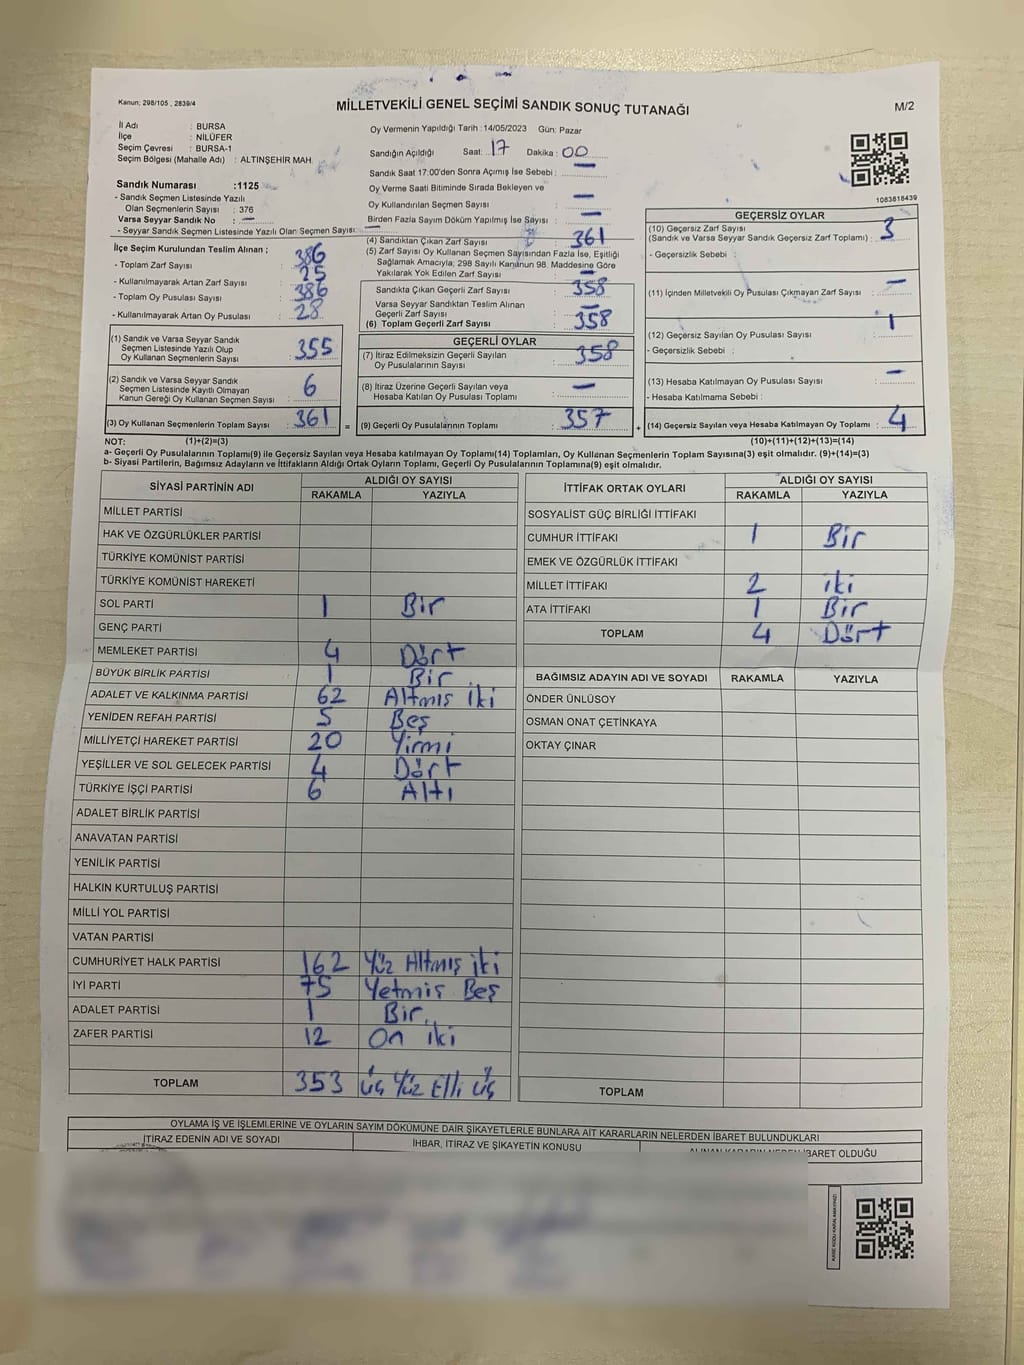 Kanun; 298/105 , 2839/4
MİLLETVEKİLİ GENEL SEÇİMİ SANDIK SONUÇ TUTANAĞI
M/2
İl Adı : BURSA
İlçe : NİLÜFER
Seçim Çevresi : BURSA-1
Seçim Bölgesi (Mahalle Adı) : ALTINŞEHİR MAH.
Oy Vermenin Yapıldığı Tarih : 14/05/2023 Gün: Pazar
Sandığın Açıldığı Saat: 17 Dakika : 00
Sandık Saat 17:00'den Sonra Açımış İse Sebebi : —
Oy Verme Saati Bitiminde Sırada Bekleyen ve
Oy Kullandırılan Seçmen Sayısı : —
Birden Fazla Sayım Döküm Yapılmış İse Sayısı : —
Sandık Numarası :1125
- Sandık Seçmen Listesinde Yazılı
Olan Seçmenlerin Sayısı : 376
Varsa Seyyar Sandık No : —
- Seyyar Sandık Seçmen Listesinde Yazılı Olan Seçmen Sayısı: —
1083818439
İlçe Seçim Kurulundan Teslim Alınan ;
- Toplam Zarf Sayısı : 386
- Kullanılmayarak Artan Zarf Sayısı : 25
- Toplam Oy Pusulası Sayısı : 386
- Kullanılmayarak Artan Oy Pusulası : 28
(1) Sandık ve Varsa Seyyar Sandık
Seçmen Listesinde Yazılı Olup
Oy Kullanan Seçmenlerin Sayısı : 355
(2) Sandık ve Varsa Seyyar Sandık
Seçmen Listesinde Kayıtlı Olmayan
Kanun Gereği Oy Kullanan Seçmen Sayısı : 6
(3) Oy Kullanan Seçmenlerin Toplam Sayısı : 361 =
(4) Sandıktan Çıkan Zarf Sayısı : 361
(5) Zarf Sayısı Oy Kullanan Seçmen Sayısından Fazla İse, Eşitliği
Sağlamak Amacıyla; 298 Sayılı Kanunun 98. Maddesine Göre
Yakılarak Yok Edilen Zarf Sayısı : —
Sandıkta Çıkan Geçerli Zarf Sayısı : 358
Varsa Seyyar Sandıktan Teslim Alınan
Geçerli Zarf Sayısı : —
(6) Toplam Geçerli Zarf Sayısı : 358
GEÇERLİ OYLAR
(7) İtiraz Edilmeksizin Geçerli Sayılan
Oy Pusulalarının Sayısı : 358
(8) İtiraz Üzerine Geçerli Sayılan veya
Hesaba Katılan Oy Pusulası Toplamı : —
(9) Geçerli Oy Pusulalarının Toplamı : 357 +
GEÇERSİZ OYLAR
(10) Geçersiz Zarf Sayısı
(Sandık ve Varsa Seyyar Sandık Geçersiz Zarf Toplamı) : 3
- Geçersizlik Sebebi :
(11) İçinden Milletvekili Oy Pusulası Çıkmayan Zarf Sayısı : —
(12) Geçersiz Sayılan Oy Pusulası Sayısı : 1
- Geçersizlik Sebebi :
(13) Hesaba Katılmayan Oy Pusulası Sayısı : —
- Hesaba Katılmama Sebebi :
(14) Geçersiz Sayılan veya Hesaba Katılmayan Oy Toplamı : 4
NOT: (1)+(2)=(3) (10)+(11)+(12)+(13)=(14)
a- Geçerli Oy Pusulalarının Toplamı(9) ile Geçersiz Sayılan veya Hesaba katılmayan Oy Toplamı(14) Toplamları, Oy Kullanan Seçmenlerin Toplam Sayısına(3) eşit olmalıdır. (9)+(14)=(3)
b- Siyasi Partilerin, Bağımsız Adayların ve İttifakların Aldığı Ortak Oyların Toplamı, Geçerli Oy Pusulalarının Toplamına(9) eşit olmalıdır.
SİYASİ PARTİNİN ADI ALDIĞI OY SAYISI
RAKAMLA YAZIYLA
MİLLET PARTİSİ
HAK VE ÖZGÜRLÜKLER PARTİSİ
TÜRKİYE KOMÜNİST PARTİSİ
TÜRKİYE KOMÜNİST HAREKETİ
SOL PARTİ 1 Bir
GENÇ PARTİ
MEMLEKET PARTİSİ 4 Dört
BÜYÜK BİRLİK PARTİSİ 1 Bir
ADALET VE KALKINMA PARTİSİ 62 Altmış iki
YENİDEN REFAH PARTİSİ 5 Beş
MİLLİYETÇİ HAREKET PARTİSİ 20 Yirmi
YEŞİLLER VE SOL GELECEK PARTİSİ 4 Dört
TÜRKİYE İŞÇİ PARTİSİ 6 Altı
ADALET BİRLİK PARTİSİ
ANAVATAN PARTİSİ
YENİLİK PARTİSİ
HALKIN KURTULUŞ PARTİSİ
MİLLİ YOL PARTİSİ
VATAN PARTİSİ
CUMHURİYET HALK PARTİSİ 162 Yüz Altmış iki
İYİ PARTİ 75 Yetmiş Beş
ADALET PARTİSİ 1 Bir
ZAFER PARTİSİ 12 On iki
TOPLAM 353 Üç Yüz Elli Üç
İTTİFAK ORTAK OYLARI ALDIĞI OY SAYISI
RAKAMLA YAZIYLA
SOSYALİST GÜÇ BİRLİĞİ İTTİFAKI
CUMHUR İTTİFAKI 1 Bir
EMEK VE ÖZGÜRLÜK İTTİFAKI
MİLLET İTTİFAKI 2 iki
ATA İTTİFAKI 1 Bir
TOPLAM 4 Dört
BAĞIMSIZ ADAYIN ADI VE SOYADI RAKAMLA YAZIYLA
ÖNDER ÜNLÜSOY
OSMAN ONAT ÇETİNKAYA
OKTAY ÇINAR
TOPLAM
OYLAMA İŞ VE İŞLEMLERİNE VE OYLARIN SAYIM DÖKÜMÜNE DAİR ŞİKAYETLERLE BUNLARA AİT KARARLARIN NELERDEN İBARET BULUNDUKLARI
İTİRAZ EDENİN ADI VE SOYADI
İHBAR, İTİRAZ VE ŞİKAYETİN KONUSU
İBARET OLDUĞU